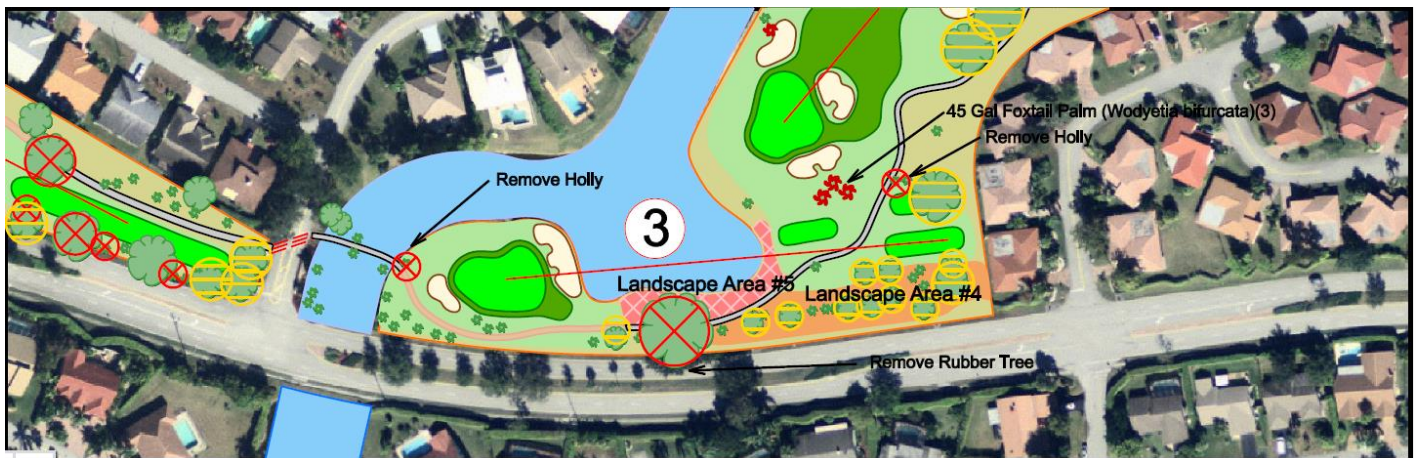 45 Gal Foxtail Palm (Wodyetia bifurcata)(3)
Remove Holly
Remove Holly
3
Landscape Area #5
Landscape Area #4
Remove Rubber Tree